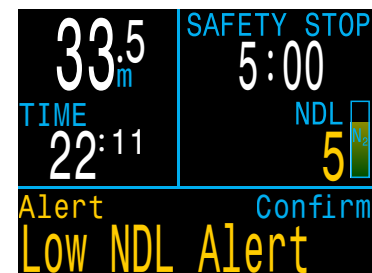 33.5
m
TIME
22:11
SAFETY STOP
5:00
NDL
5
N₂
Alert
Confirm
Low NDL Alert